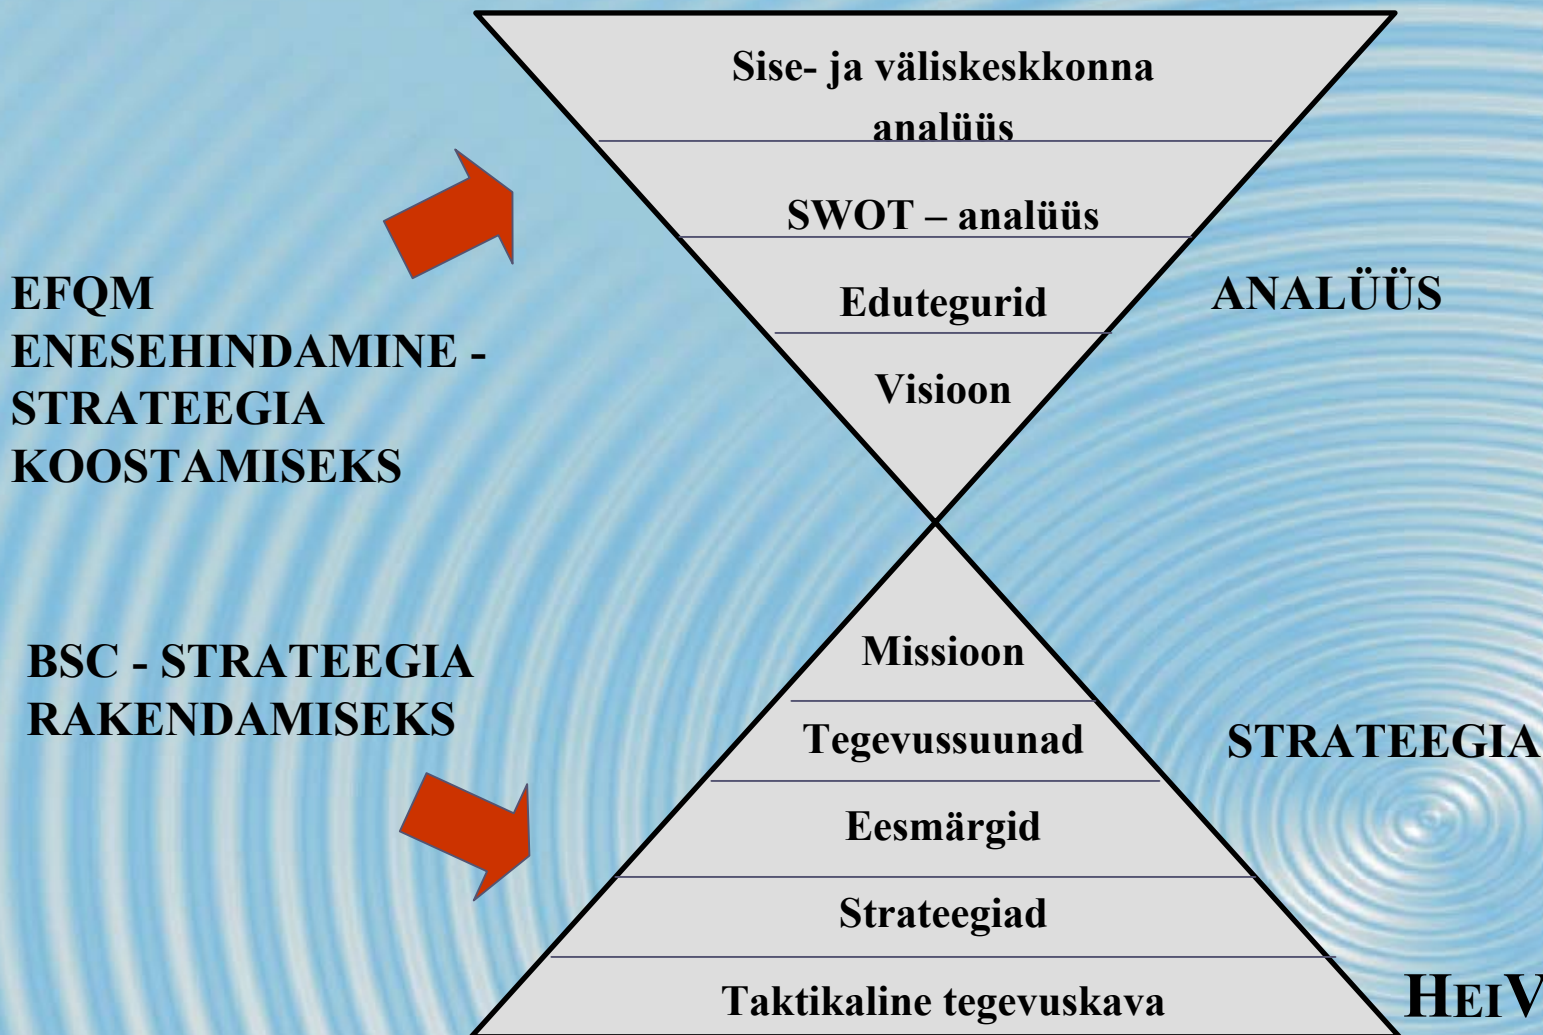 Sise- ja väliskeskkonna
analüüs
SWOT – analüüs
Edutegurid
Visioon
EFQM
ENESEHINDAMINE -
STRATEEGIA
KOOSTAMISEKS
ANALÜÜS
Missioon
Tegevussuunad
Eesmärgid
Strateegiad
Taktikaline tegevuskava
BSC - STRATEEGIA
RAKENDAMISEKS
STRATEEGIA
HEIV